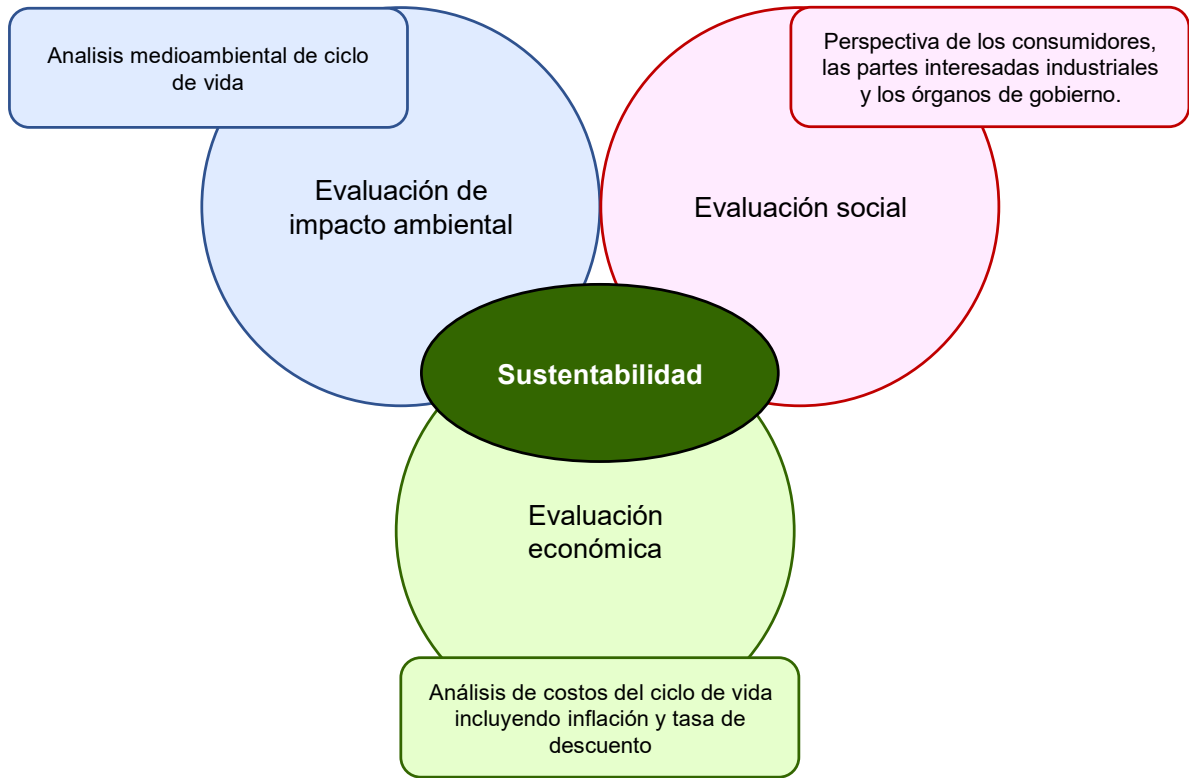 Analisis medioambiental de ciclo
de vida
Perspectiva de los consumidores,
las partes interesadas industriales
y los órganos de gobierno.
Evaluación de
impacto ambiental
Evaluación social
Sustentabilidad
Evaluación
económica
Análisis de costos del ciclo de vida
incluyendo inflación y tasa de
descuento